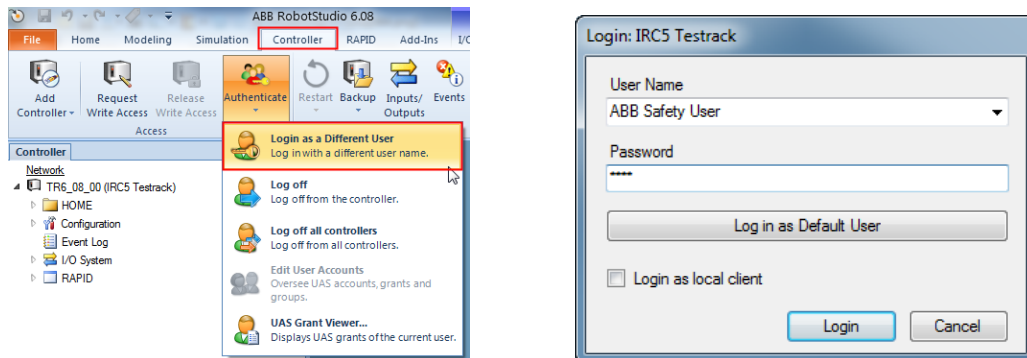 ABB RobotStudio 6.08
File Home Modeling Simulation Controller RAPID Add-Ins I/O
Add Controller
Request Write Access
Release Write Access
Authenticate
Restart
Backup
Inputs/ Outputs
Events
Access
Login as a Different User
Log in with a different user name.
Log off
Log off from the controller.
Log off all controllers
Log off from all controllers.
Edit User Accounts
Oversee UAS accounts, grants and
groups.
UAS Grant Viewer...
Displays UAS grants of the current user.
Controller
Network
TR6_08_00 (IRC5 Testrack)
HOME
Configuration
Event Log
I/O System
RAPID
Login: IRC5 Testrack
User Name
ABB Safety User
Password
****
Log in as Default User
Login as local client
Login Cancel